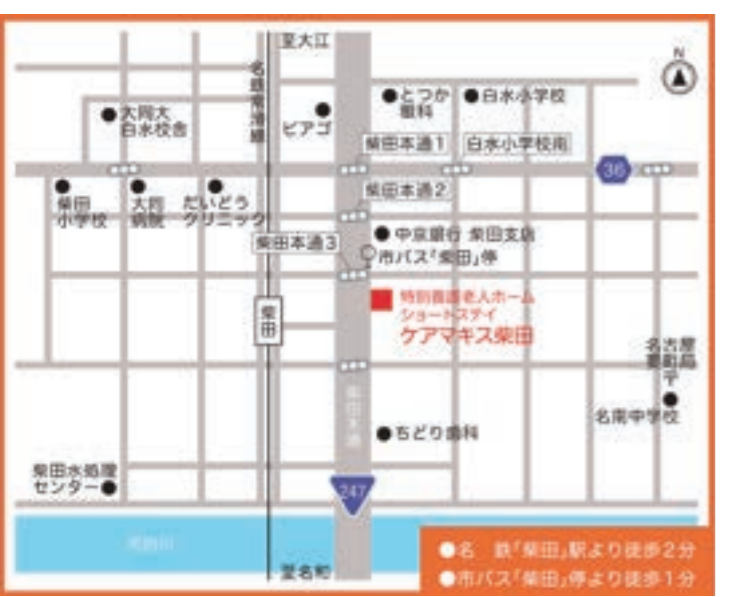 至大江
N
名鉄常滑線
とつか
眼科
白水小学校
大同大
白水校舎
ピアゴ
柴田本通1
白水小学校南
36
柴田本通2
柴田
小学校
大同
病院
だいどう
クリニック
中京銀行 柴田支店
柴田本通3
市バス「柴田」停
特別養護老人ホーム
ショートステイ
ケアマキス柴田
柴田
名古屋
要町局
〒
名南中学校
ちどり歯科
柴田水処理
センター
247
至名和
名 鉄「柴田」駅より徒歩2分
市バス「柴田」停より徒歩1分